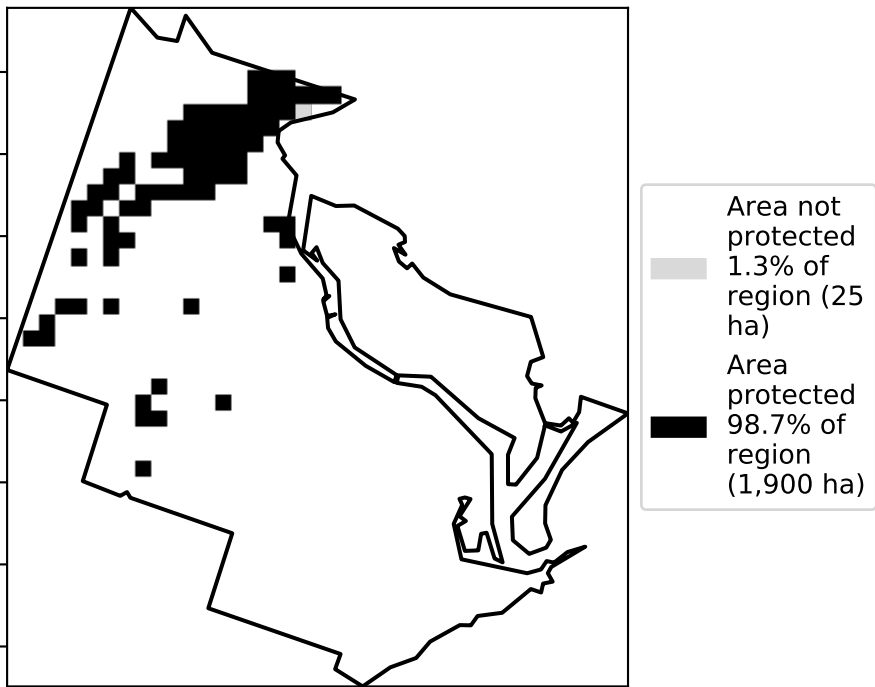 Area not
protected
1.3% of
region (25
ha)
Area
protected
98.7% of
region
(1,900 ha)